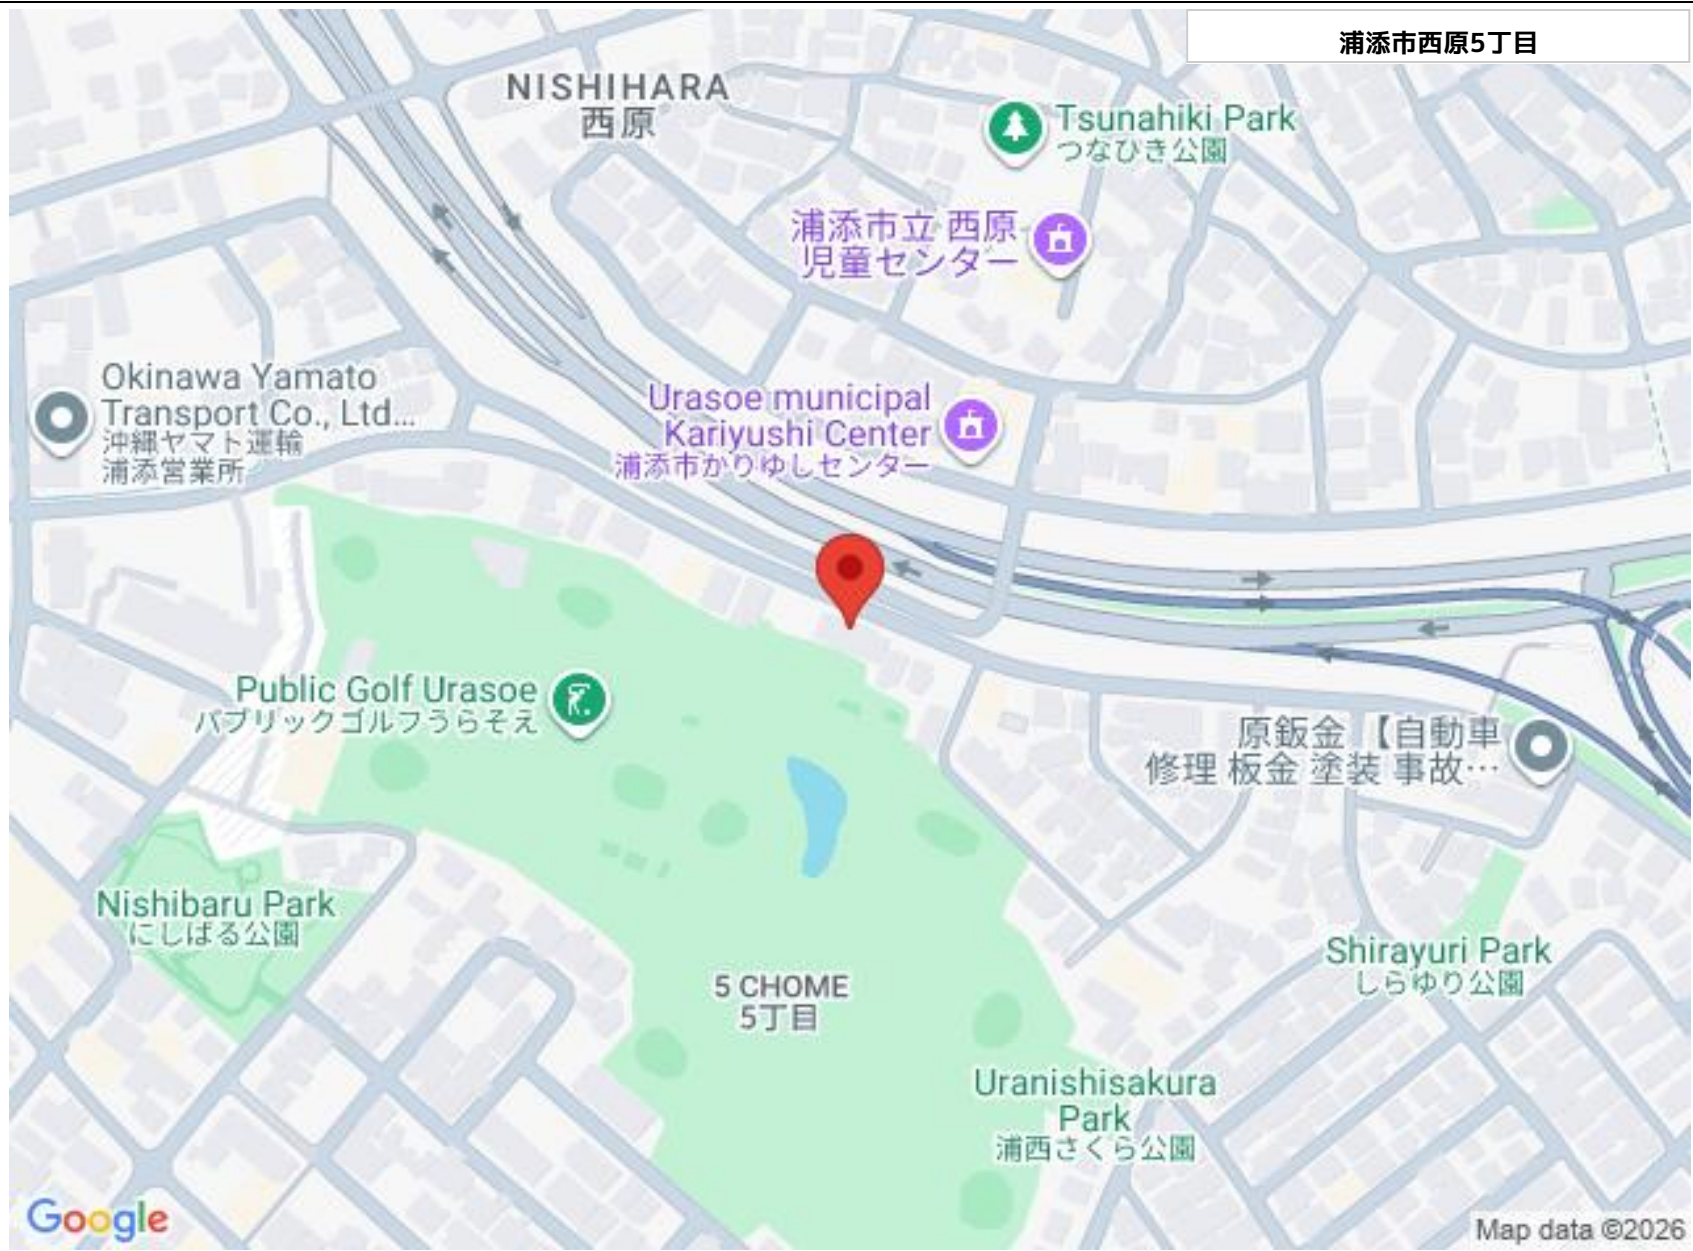 浦添市西原5丁目
NISHIHARA
西原
Tsunahiki Park
つなひき公園
浦添市立 西原
児童センター
Okinawa Yamato
Transport Co., Ltd...
沖縄ヤマト運輸
浦添営業所
Urasoe municipal
Kariyushi Center
浦添市かりゆしセンター
Public Golf Urasoe
パブリックゴルフうらそえ
原鈑金 【自動車
修理 板金 塗装 事故…
Nishibaru Park
にしばる公園
Shirayuri Park
しらゆり公園
5 CHOME
5丁目
Uranishisakura
Park
浦西さくら公園
Google
Map data ©2026